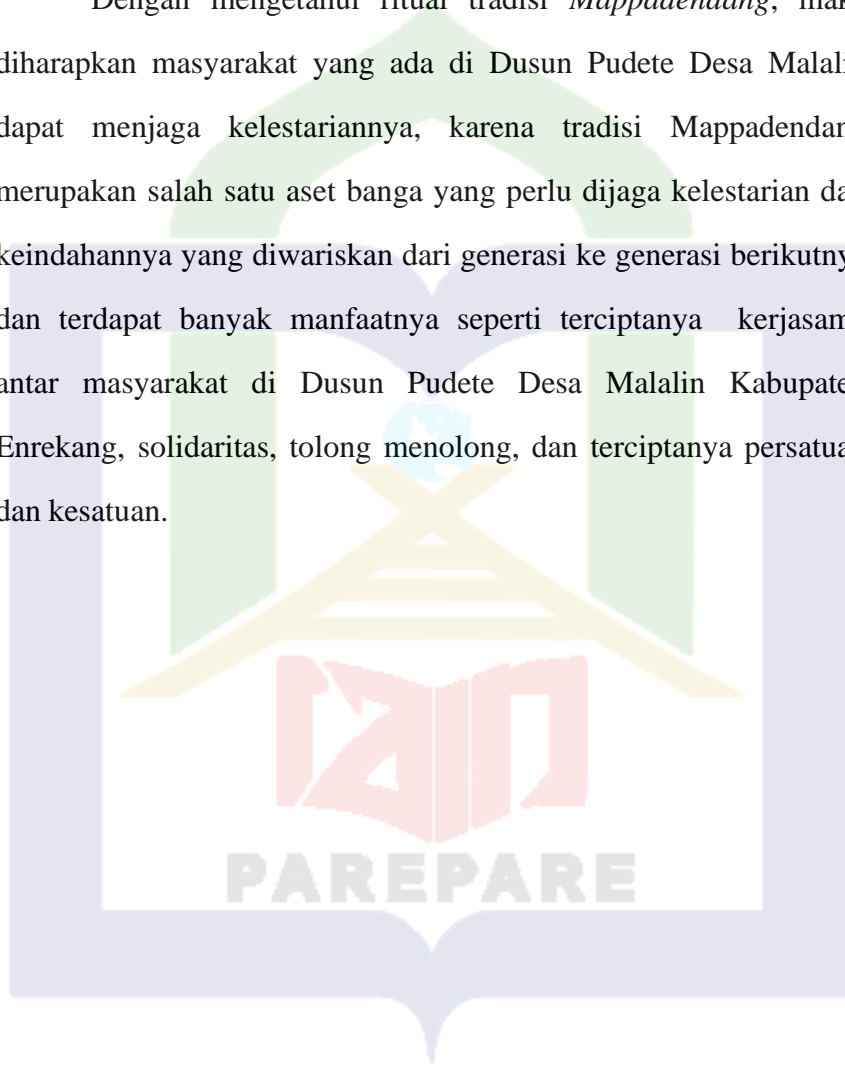 Dengan mengetahui ritual tradisi Mappadendang, mak
diharapkan masyarakat yang ada di Dusun Pudete Desa Malali
dapat menjaga kelestariannya, karena tradisi Mappadendan
merupakan salah satu aset banga yang perlu dijaga kelestarian da
keindahannya yang diwariskan dari generasi ke generasi berikutny
dan terdapat banyak manfaatnya seperti terciptanya kerjasam
antar masyarakat di Dusun Pudete Desa Malalin Kabupate
Enrekang, solidaritas, tolong menolong, dan terciptanya persatua
dan kesatuan.
iain
PAREPARE